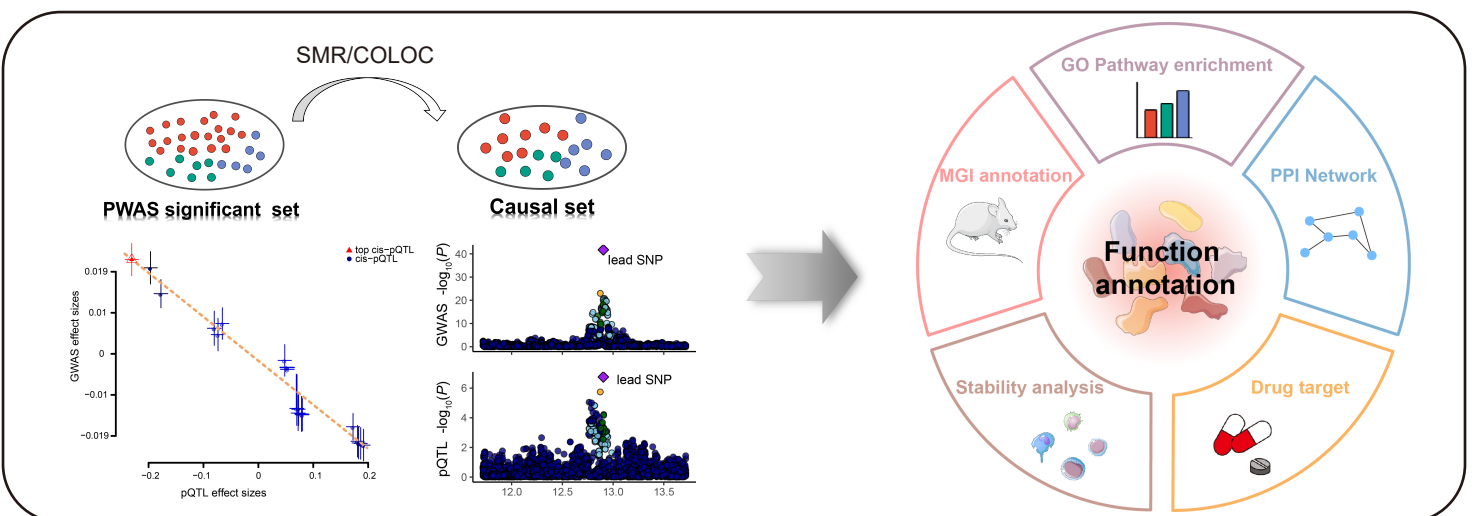 SMR/COLOC
PWAS significant set
Causal set
top cis−pQTL
cis−pQTL
GWAS effect sizes
0.019
0.01
0
−0.01
−0.019
−0.2
−0.1
0
0.1
0.2
pQTL effect sizes
GWAS -log10(P)
40
30
20
10
0
lead SNP
pQTL -log10(P)
6
4
2
0
lead SNP
12.0
12.5
13.0
13.5
GO Pathway enrichment
MGI annotation
PPI Network
Function
annotation
Stability analysis
Drug target